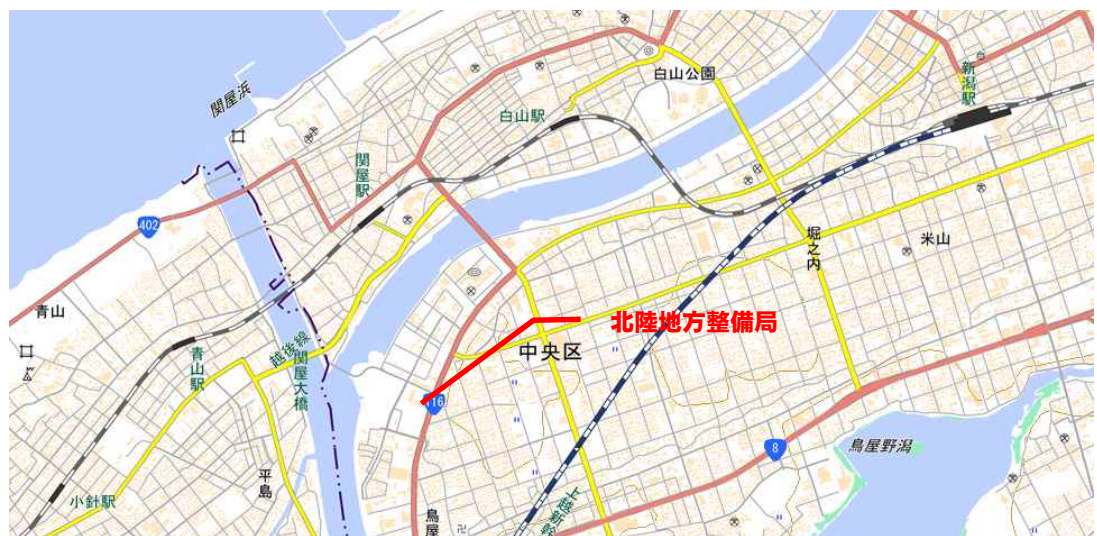 白山公園
関屋浜
新潟駅
白山駅
関屋駅
402
堀之内
米山
青山
北陸地方整備局
越後線
中央区
青山駅
関屋大橋
8
鳥屋野潟
平島
小針駅
鳥屋
上越新幹